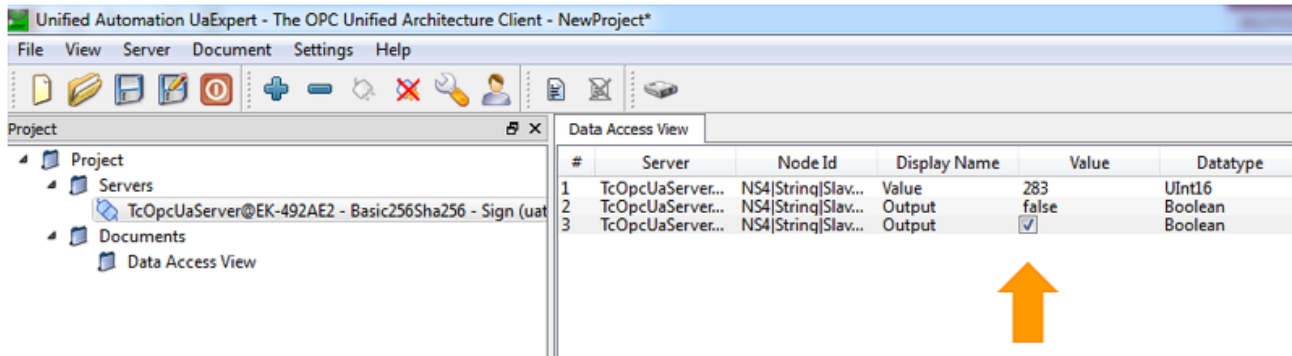 Unified Automation UaExpert - The OPC Unified Architecture Client - NewProject*
File View Server Document Settings Help
Project
Data Access View
Project
Servers
TcOpcUaServer@EK-492AE2 - Basic256Sha256 - Sign (uat
Documents
Data Access View
# Server Node Id Display Name Value Datatype
1 TcOpcUaServer... NS4|String|Slav... Value 283 UInt16
2 TcOpcUaServer... NS4|String|Slav... Output false Boolean
3 TcOpcUaServer... NS4|String|Slav... Output Boolean